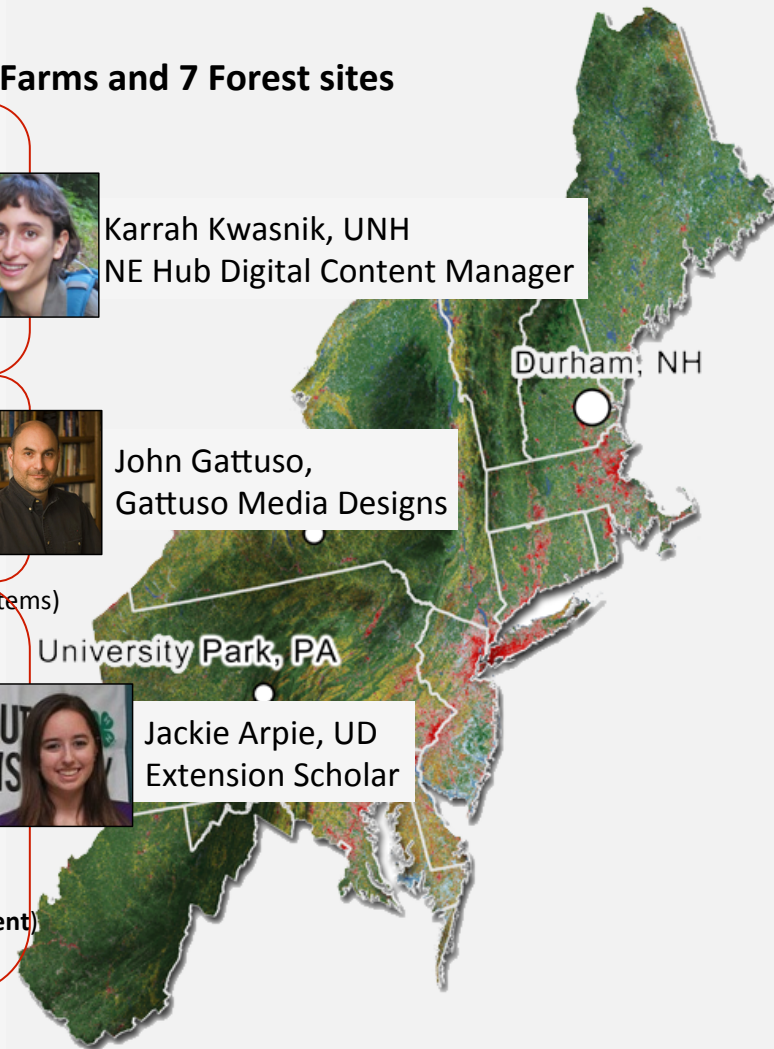 Farms and 7 Forest sites
Karrah Kwasnik, UNH
NE Hub Digital Content Manager
Durham, NH
John Gattuso,
Gattuso Media Designs
tems)
University Park, PA
Jackie Arpie, UD
Extension Scholar
ent)